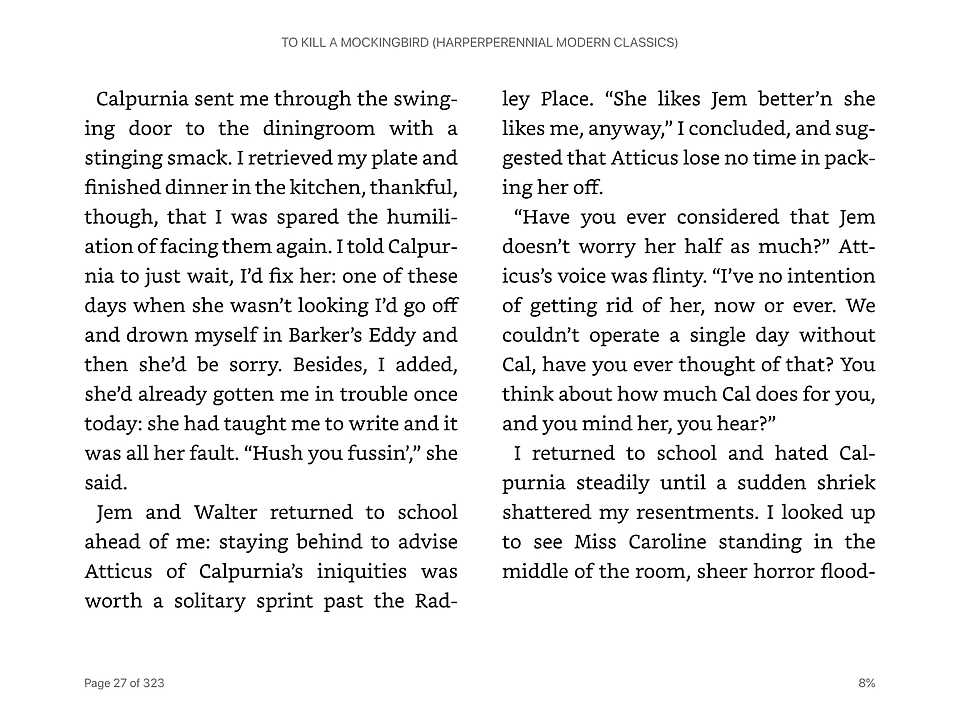 TO KILL A MOCKINGBIRD (HARPERPERENNIAL MODERN CLASSICS)
Calpurnia sent me through the swing-
ing door to the diningroom with a
stinging smack. I retrieved my plate and
finished dinner in the kitchen, thankful,
though, that I was spared the humili-
ation of facing them again. I told Calpur-
nia to just wait, I’d fix her: one of these
days when she wasn’t looking I’d go off
and drown myself in Barker’s Eddy and
then she’d be sorry. Besides, I added,
she’d already gotten me in trouble once
today: she had taught me to write and it
was all her fault. “Hush you fussin’,” she
said.
Jem and Walter returned to school
ahead of me: staying behind to advise
Atticus of Calpurnia’s iniquities was
worth a solitary sprint past the Rad-
ley Place. “She likes Jem better’n she
likes me, anyway,” I concluded, and sug-
gested that Atticus lose no time in pack-
ing her off.
“Have you ever considered that Jem
doesn’t worry her half as much?” Att-
icus’s voice was flinty. “I’ve no intention
of getting rid of her, now or ever. We
couldn’t operate a single day without
Cal, have you ever thought of that? You
think about how much Cal does for you,
and you mind her, you hear?”
I returned to school and hated Cal-
purnia steadily until a sudden shriek
shattered my resentments. I looked up
to see Miss Caroline standing in the
middle of the room, sheer horror flood-
Page 27 of 323
8%